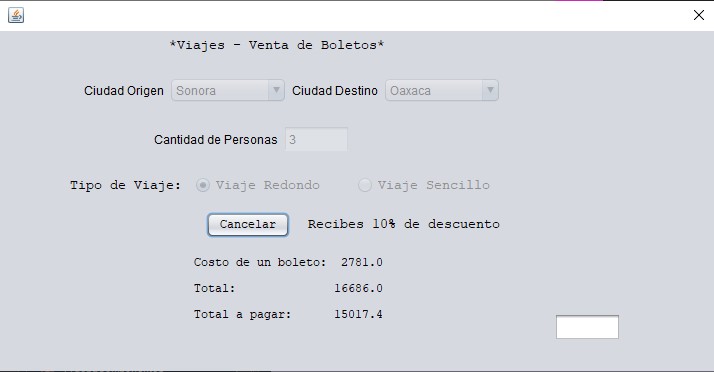 *Viajes - Venta de Boletos*
Ciudad Origen Sonora Ciudad Destino Oaxaca
Cantidad de Personas 3
Tipo de Viaje: Viaje Redondo Viaje Sencillo
Cancelar Recibes 10% de descuento
Costo de un boleto: 2781.0
Total: 16686.0
Total a pagar: 15017.4